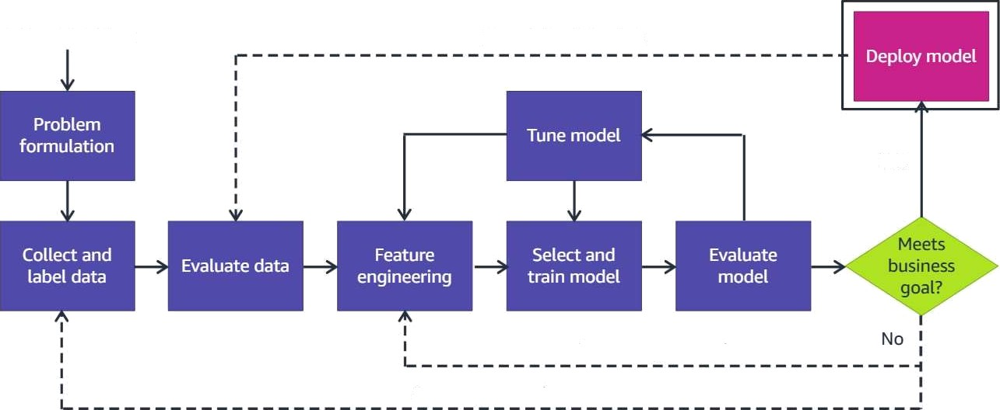 Deploy model
Problem
formulation
Tune model
Collect and
label data
Evaluate data
Feature
engineering
Select and
train model
Evaluate
model
Meets
business
goal?
No